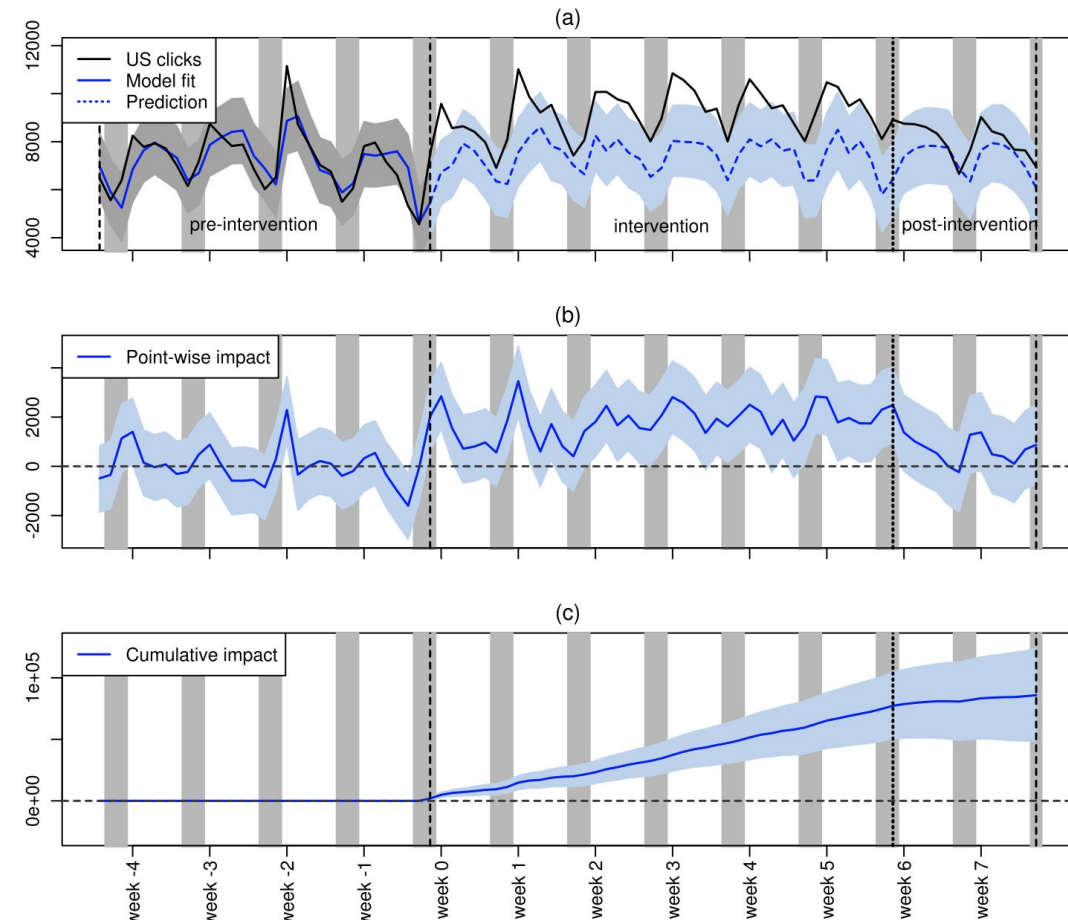 (a)
12000
8000
4000
US clicks
Model fit
Prediction
pre-intervention
intervention
post-intervention
(b)
2000
0
-2000
Point-wise impact
(c)
1e+05
0e+00
Cumulative impact
week -4
week -3
week -2
week -1
week 0
week 1
week 2
week 3
week 4
week 5
week 6
week 7